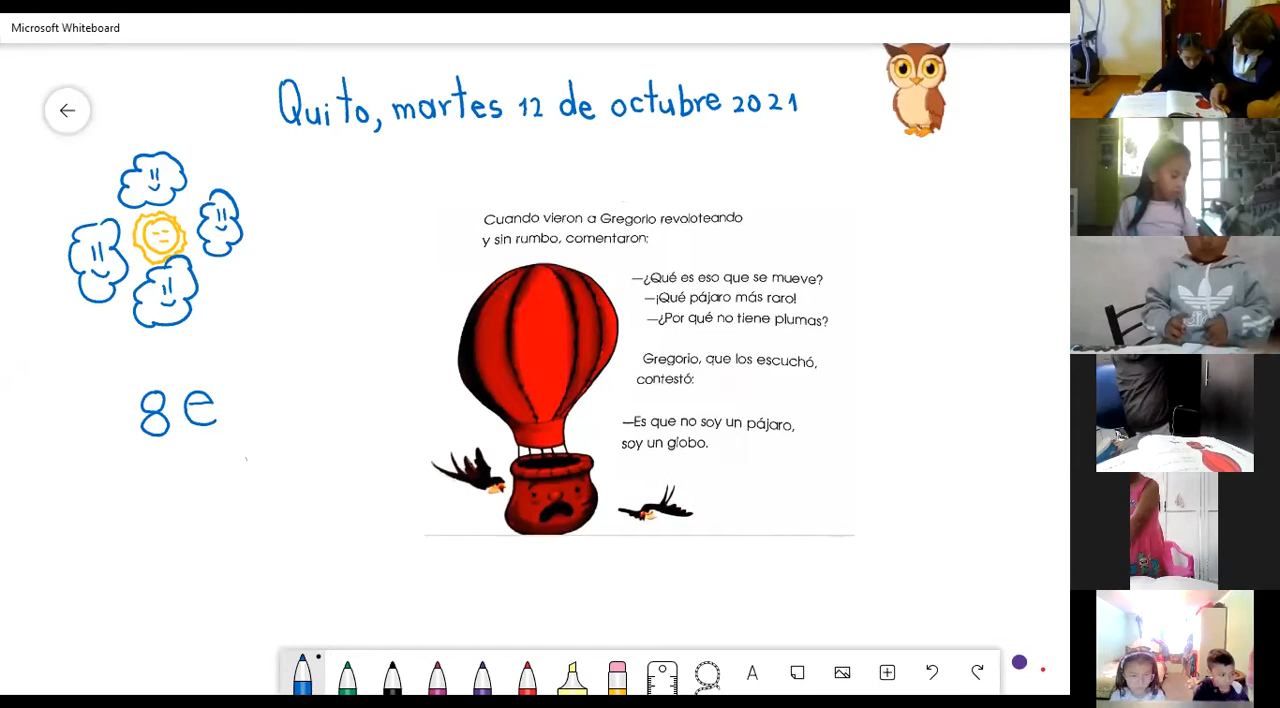 Microsoft Whiteboard
Quito, martes 12 de octubre 2021
Cuando vieron a Gregorio revoloteando
y sin rumbo, comentaron:
—¿Qué es eso que se mueve?
—¡Qué pájaro más raro!
—¿Por qué no tiene plumas?
Gregorio, que los escuchó,
contestó:
—Es que no soy un pájaro,
soy un globo.
8 e
A